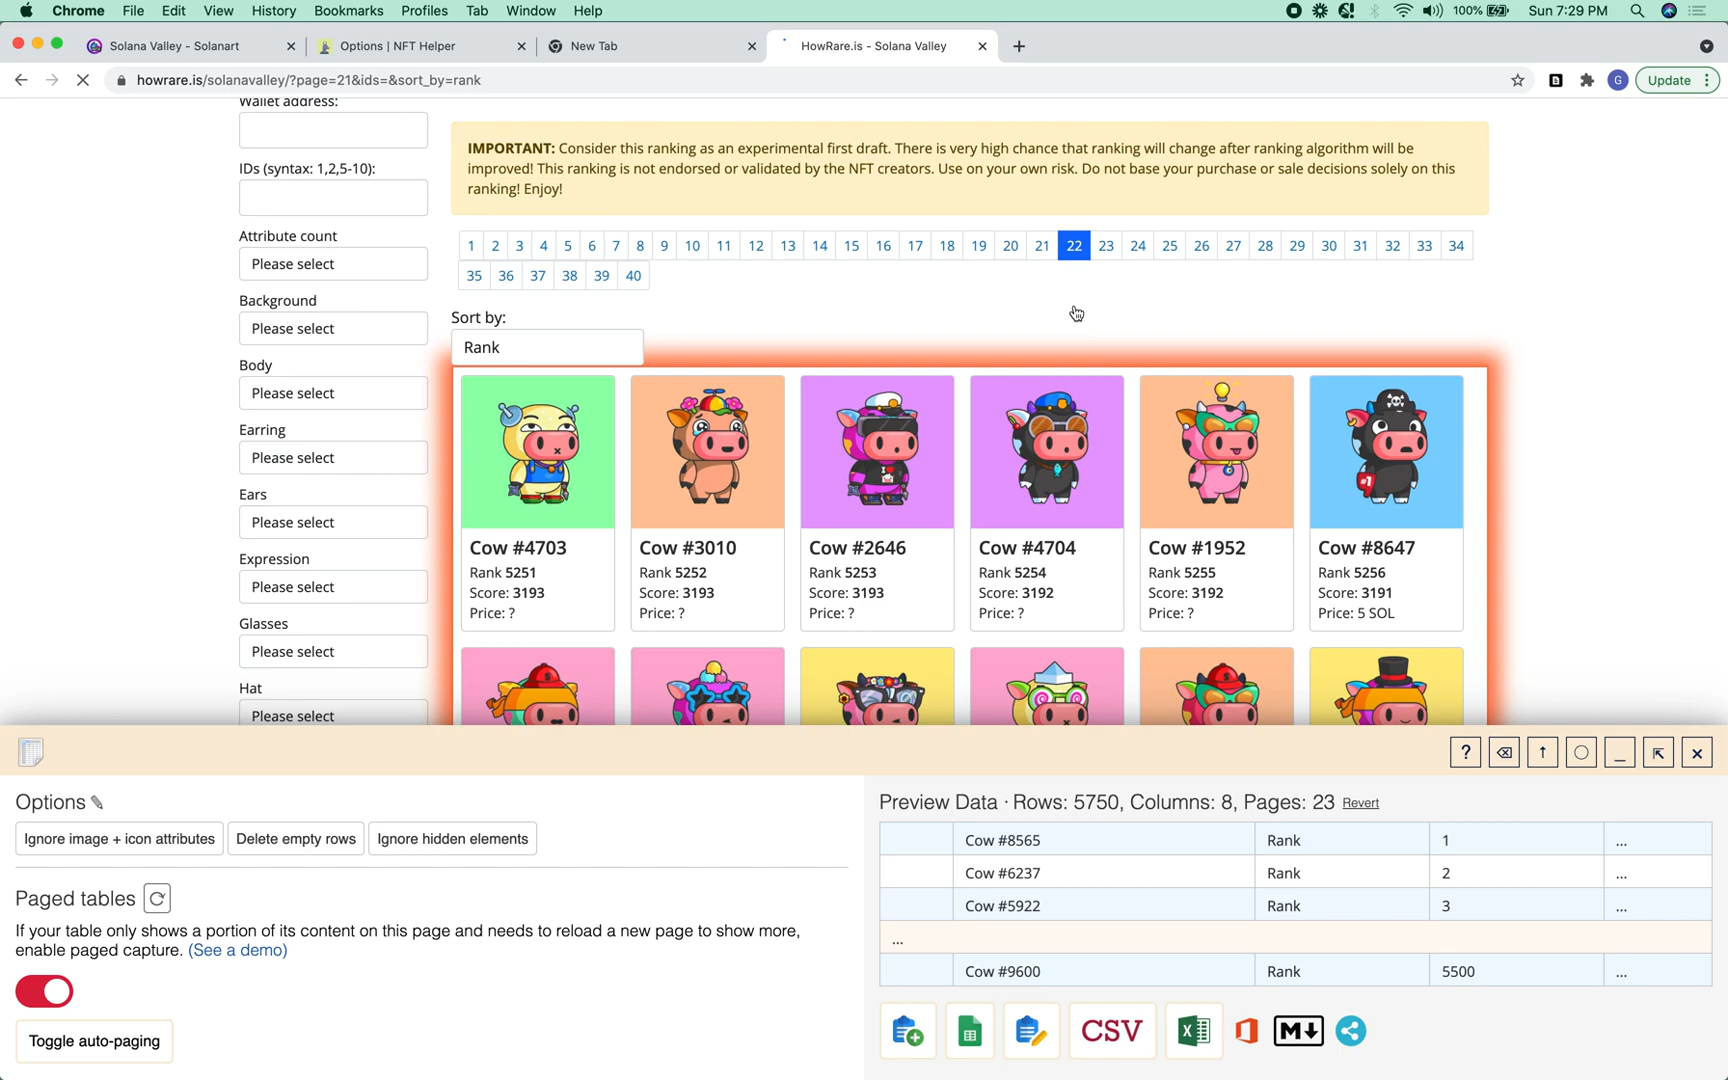 Chrome File Edit View History Bookmarks Profiles Tab Window Help 100% Sun 7:29 PM
Solana Valley - Solanart Options | NFT Helper New Tab HowRare.is - Solana Valley
howrare.is/solanavalley/?page=21&ids=&sort_by=rank G Update
Wallet address:
IDs (syntax: 1,2,5-10):
Attribute count
Please select
Background
Please select
Body
Please select
Earring
Please select
Ears
Please select
Expression
Please select
Glasses
Please select
Hat
Please select
IMPORTANT: Consider this ranking as an experimental first draft. There is very high chance that ranking will change after ranking algorithm will be
improved! This ranking is not endorsed or validated by the NFT creators. Use on your own risk. Do not base your purchase or sale decisions solely on this
ranking! Enjoy!
1 2 3 4 5 6 7 8 9 10 11 12 13 14 15 16 17 18 19 20 21 22 23 24 25 26 27 28 29 30 31 32 33 34
35 36 37 38 39 40
Sort by:
Rank
#1
Cow #4703 Cow #3010 Cow #2646 Cow #4704 Cow #1952 Cow #8647
Rank 5251 Rank 5252 Rank 5253 Rank 5254 Rank 5255 Rank 5256
Score: 3193 Score: 3193 Score: 3193 Score: 3192 Score: 3192 Score: 3191
Price: ? Price: ? Price: ? Price: ? Price: ? Price: 5 SOL
?
Options
Ignore image + icon attributes Delete empty rows Ignore hidden elements
Paged tables
If your table only shows a portion of its content on this page and needs to reload a new page to show more,
enable paged capture. (See a demo)
Toggle auto-paging
Preview Data · Rows: 5750, Columns: 8, Pages: 23 Revert
Cow #8565 Rank 1 ...
Cow #6237 Rank 2 ...
Cow #5922 Rank 3 ...
...
Cow #9600 Rank 5500 ...
CSV X M